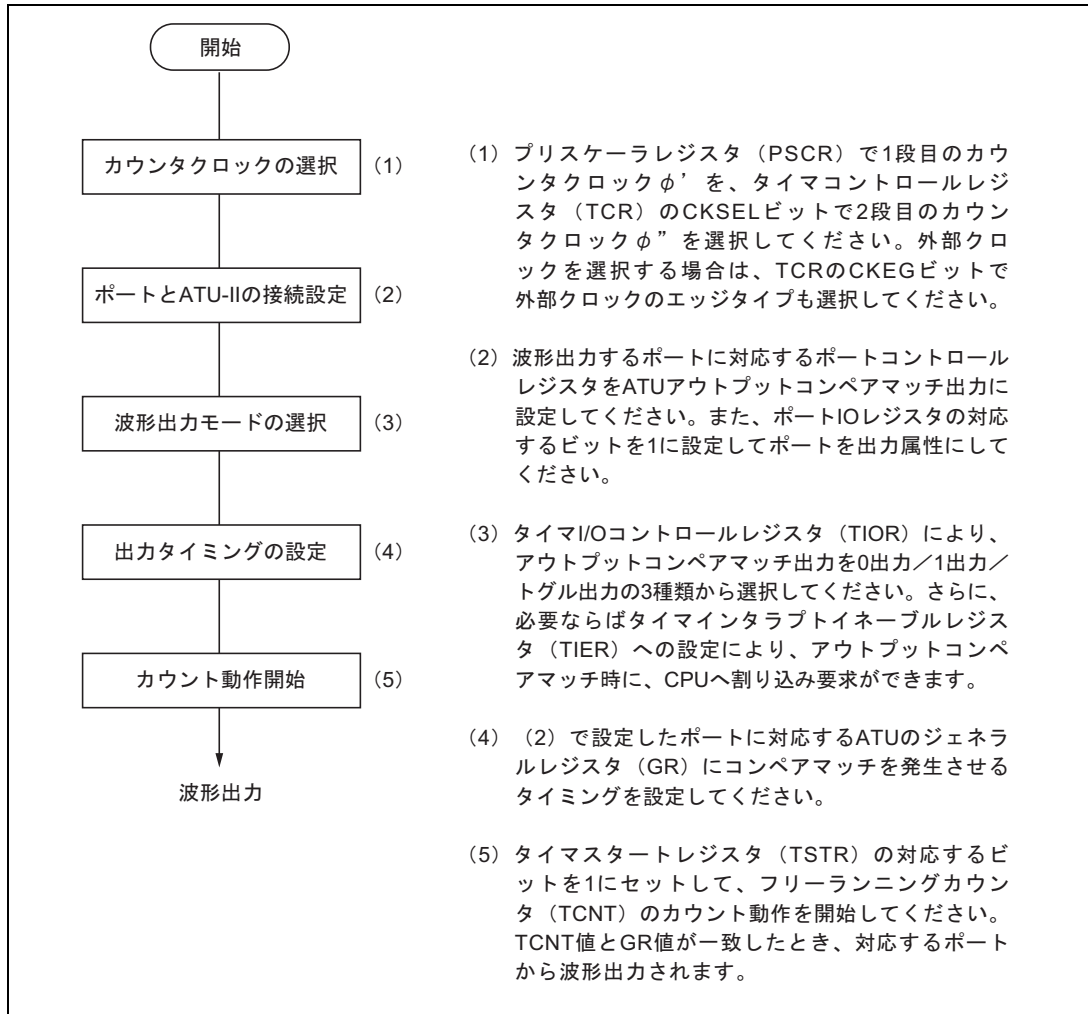 開始
カウンタクロックの選択 (1)
ポートとATU-IIの接続設定 (2)
波形出力モードの選択 (3)
出力タイミングの設定 (4)
カウント動作開始 (5)
波形出力
(1) プリスケーラレジスタ（PSCR）で1段目のカウ
ンタクロックφ’を、タイマコントロールレジ
スタ（TCR）のCKSELビットで2段目のカウン
タクロックφ”を選択してください。外部クロ
ックを選択する場合は、TCRのCKEGビットで
外部クロックのエッジタイプも選択してください。
(2) 波形出力するポートに対応するポートコントロール
レジスタをATUアウトプットコンペアマッチ出力に
設定してください。また、ポートIOレジスタの対応
するビットを1に設定してポートを出力属性にして
ください。
(3) タイマI/Oコントロールレジスタ（TIOR）により、
アウトプットコンペアマッチ出力を0出力／1出力／
トグル出力の3種類から選択してください。さらに、
必要ならばタイマインタラプトイネーブルレジス
タ（TIER）への設定により、アウトプットコンペ
アマッチ時に、CPUへ割り込み要求ができます。
(4) （2）で設定したポートに対応するATUのジェネラ
ルレジスタ（GR）にコンペアマッチを発生させる
タイミングを設定してください。
(5) タイマスタートレジスタ（TSTR）の対応するビ
ットを1にセットして、フリーランニングカウン
タ（TCNT）のカウント動作を開始してください。
TCNT値とGR値が一致したとき、対応するポート
から波形出力されます。